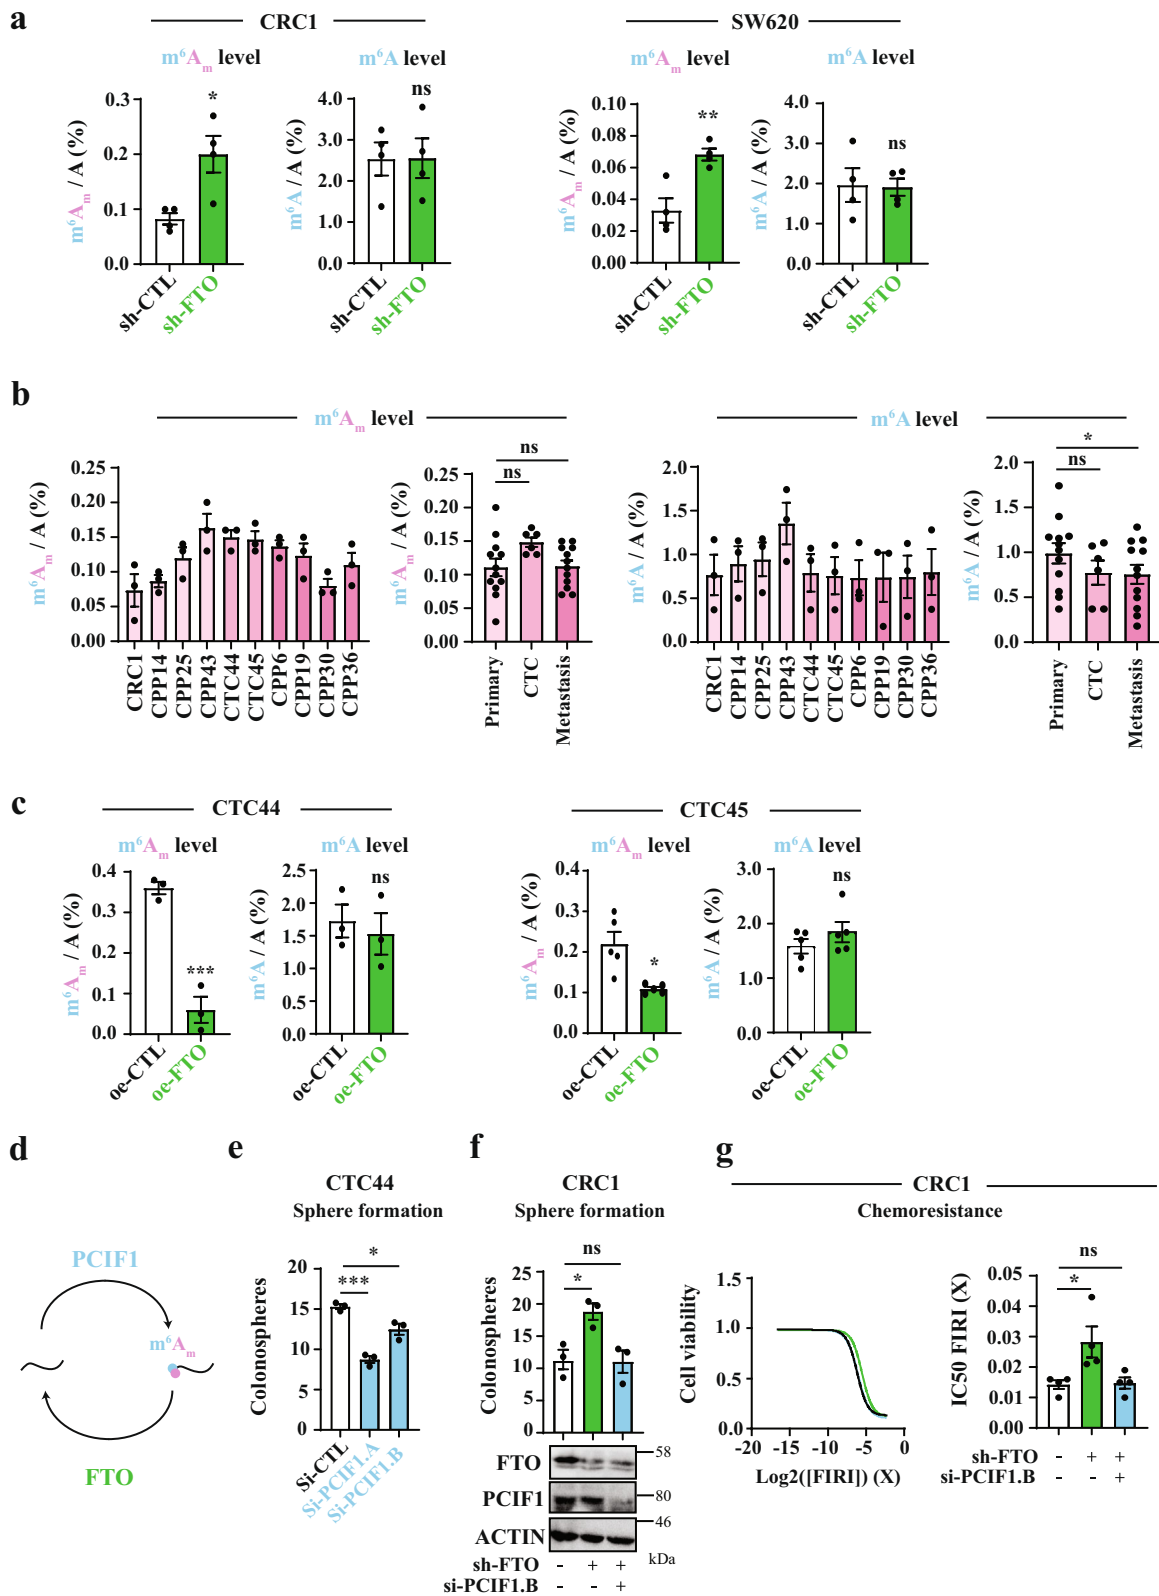 a
CRC1
SW620
m⁶Aₘ level
m⁶A level
m⁶Aₘ level
m⁶A level
m⁶Aₘ / A (%)
0.3
0.2
0.1
0.0
*
sh-CTL
sh-FTO
m⁶A / A (%)
4.0
3.0
2.0
1.0
0.0
ns
sh-CTL
sh-FTO
m⁶Aₘ / A (%)
0.10
0.08
0.06
0.04
0.02
0.00
**
sh-CTL
sh-FTO
m⁶A / A (%)
4.0
3.0
2.0
1.0
0.0
ns
sh-CTL
sh-FTO
b
m⁶Aₘ level
m⁶A level
m⁶Aₘ / A (%)
0.25
0.20
0.15
0.10
0.05
0.00
CRC1
CPP14
CPP25
CPP43
CTC44
CTC45
CPP6
CPP19
CPP30
CPP36
m⁶Aₘ / A (%)
0.25
0.20
0.15
0.10
0.05
0.00
ns
ns
Primary
CTC
Metastasis
m⁶A / A (%)
2.0
1.5
1.0
0.5
0.0
CRC1
CPP14
CPP25
CPP43
CTC44
CTC45
CPP6
CPP19
CPP30
CPP36
m⁶A / A (%)
2.0
1.5
1.0
0.5
0.0
*
ns
Primary
CTC
Metastasis
c
CTC44
CTC45
m⁶Aₘ level
m⁶A level
m⁶Aₘ level
m⁶A level
m⁶Aₘ / A (%)
0.4
0.3
0.2
0.1
0.0
***
oe-CTL
oe-FTO
m⁶A / A (%)
2.5
2.0
1.5
1.0
0.5
0.0
ns
oe-CTL
oe-FTO
m⁶Aₘ / A (%)
0.4
0.3
0.2
0.1
0.0
*
oe-CTL
oe-FTO
m⁶A / A (%)
3.0
2.0
1.0
0.0
ns
oe-CTL
oe-FTO
d
PCIF1
m⁶Aₘ
FTO
e
CTC44
Sphere formation
Colonospheres
20
15
10
5
0
*
***
Si-CTL
Si-PCIF1.A
Si-PCIF1.B
f
CRC1
Sphere formation
Colonospheres
25
20
15
10
5
0
ns
*
FTO
58
PCIF1
80
46
ACTIN
kDa
sh-FTO - + +
si-PCIF1.B - - +
g
CRC1
Chemoresistance
Cell viability
1.5
1.0
0.5
0.0
-20 -15 -10 -5 0
Log2([FIRI]) (X)
IC50 FIRI (X)
0.05
0.04
0.03
0.02
0.01
0.00
ns
*
sh-FTO - + +
si-PCIF1.B - - +